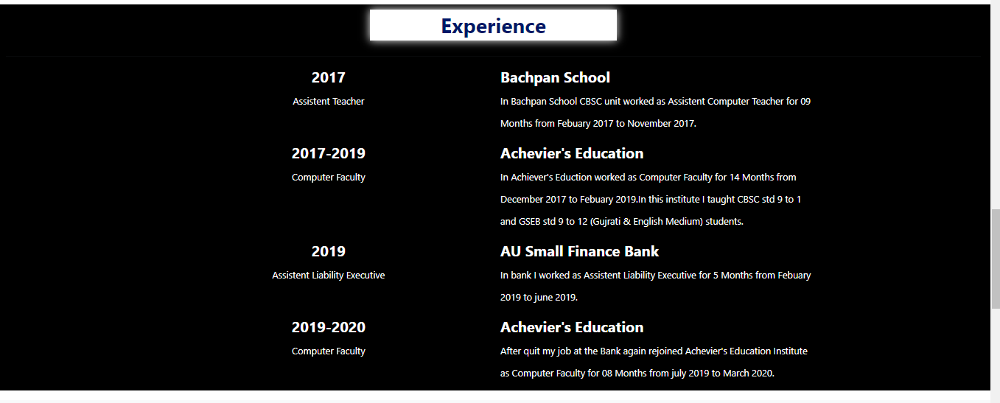 Experience
2017
Assistent Teacher
Bachpan School
In Bachpan School CBSC unit worked as Assistent Computer Teacher for 09
Months from Febuary 2017 to November 2017.
2017-2019
Computer Faculty
Achevier's Education
In Achiever's Eduction worked as Computer Faculty for 14 Months from
December 2017 to Febuary 2019.In this institute I taught CBSC std 9 to 1
and GSEB std 9 to 12 (Gujrati & English Medium) students.
2019
Assistent Liability Executive
AU Small Finance Bank
In bank I worked as Assistent Liability Executive for 5 Months from Febuary
2019 to june 2019.
2019-2020
Computer Faculty
Achevier's Education
After quit my job at the Bank again rejoined Achevier's Education Institute
as Computer Faculty for 08 Months from july 2019 to March 2020.